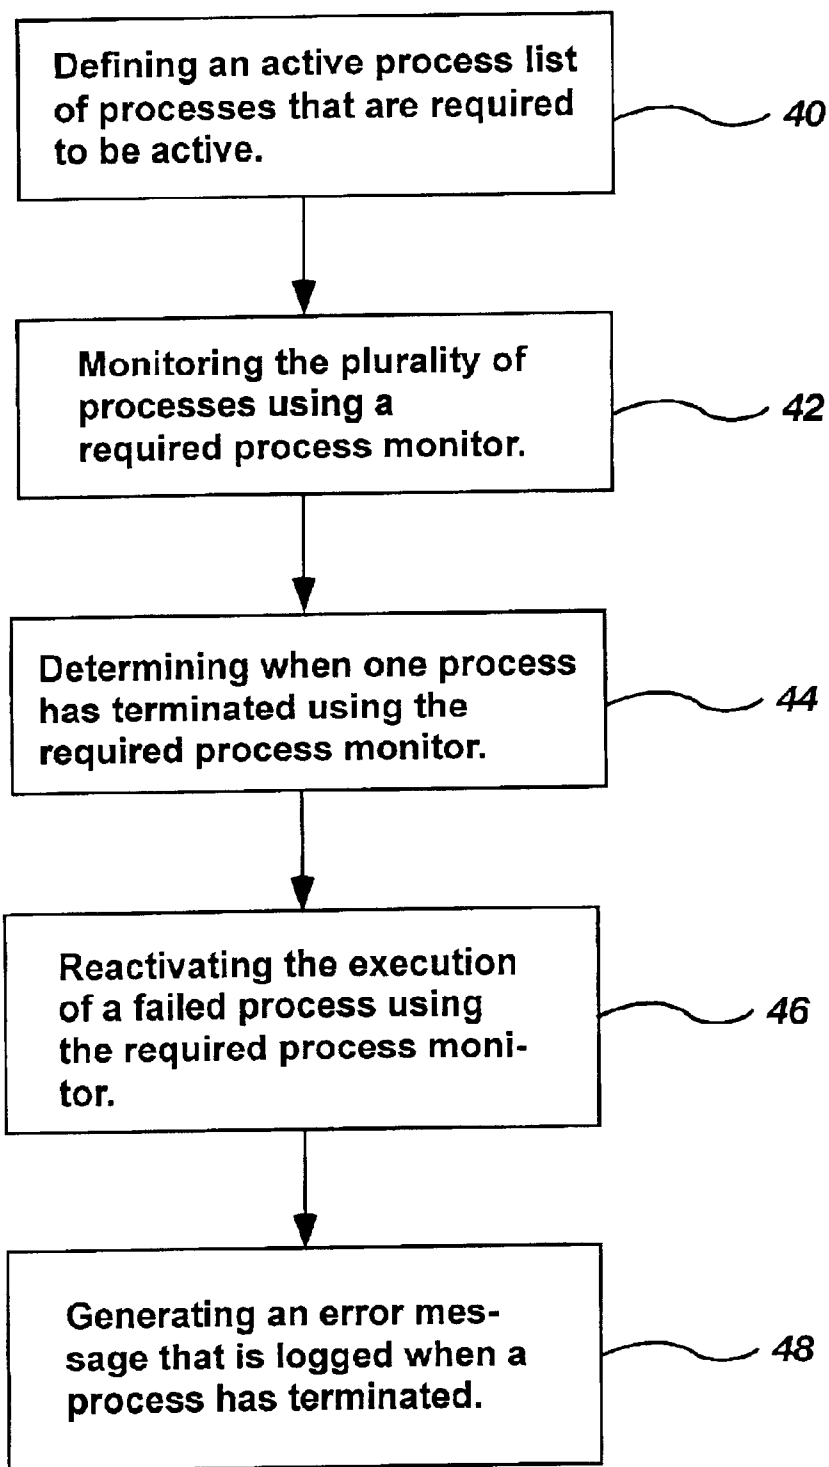 Defining an active process list
of processes that are required
to be active.
40
Monitoring the plurality of
processes using a
required process monitor.
42
Determining when one process
has terminated using the
required process monitor.
44
Reactivating the execution
of a failed process using
the required process moni-
tor.
46
Generating an error mes-
sage that is logged when a
process has terminated.
48